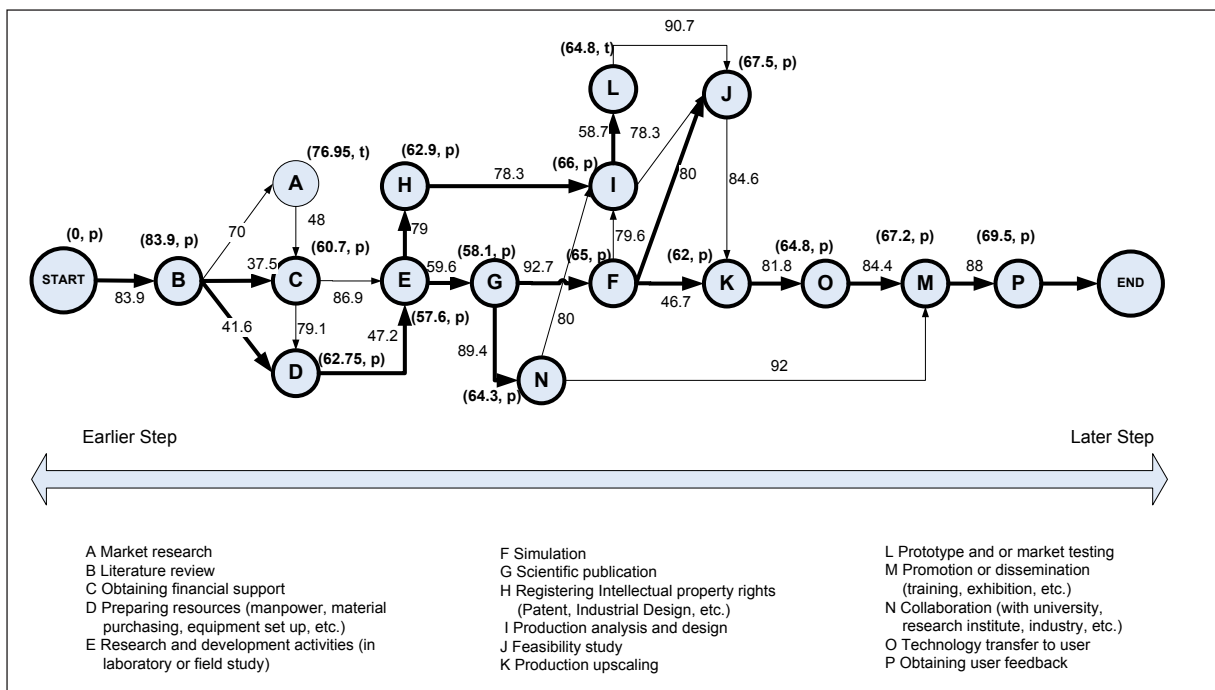 90.7
(64.8, t)
(67.5, p)
L
J
58.7
78.3
(76.95, t)
(62.9, p)
(66, p)
A
H
78.3
I
80
84.6
70
48
79
79.6
(0, p)
(83.9, p)
(60.7, p)
(58.1, p)
(65, p)
(62, p)
(64.8, p)
(67.2, p)
(69.5, p)
START
83.9
B
37.5
C
86.9
E
59.6
G
92.7
F
46.7
K
81.8
O
84.4
M
88
P
END
41.6
79.1
47.2
(57.6, p)
80
89.4
D
(62.75, p)
N
(64.3, p)
92
Earlier Step
Later Step
A Market research
B Literature review
C Obtaining financial support
D Preparing resources (manpower, material
purchasing, equipment set up, etc.)
E Research and development activities (in
laboratory or field study)
F Simulation
G Scientific publication
H Registering Intellectual property rights
(Patent, Industrial Design, etc.)
I Production analysis and design
J Feasibility study
K Production upscaling
L Prototype and or market testing
M Promotion or dissemination
(training, exhibition, etc.)
N Collaboration (with university,
research institute, industry, etc.)
O Technology transfer to user
P Obtaining user feedback